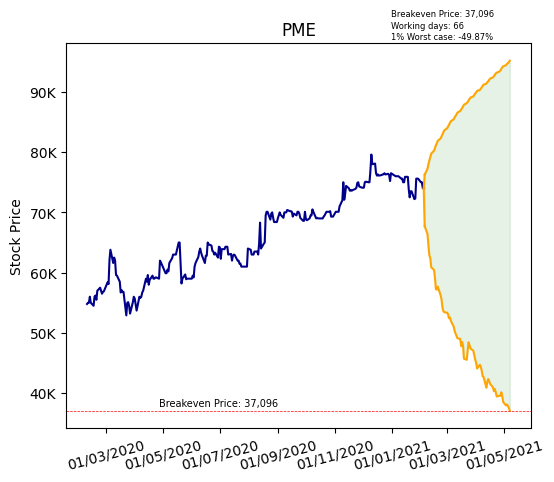 Breakeven Price: 37,096
Working days: 66
1% Worst case: -49.87%
PME
Stock Price
90K
80K
70K
60K
50K
40K
Breakeven Price: 37,096
01/03/2020
01/05/2020
01/07/2020
01/09/2020
01/11/2020
01/01/2021
01/03/2021
01/05/2021